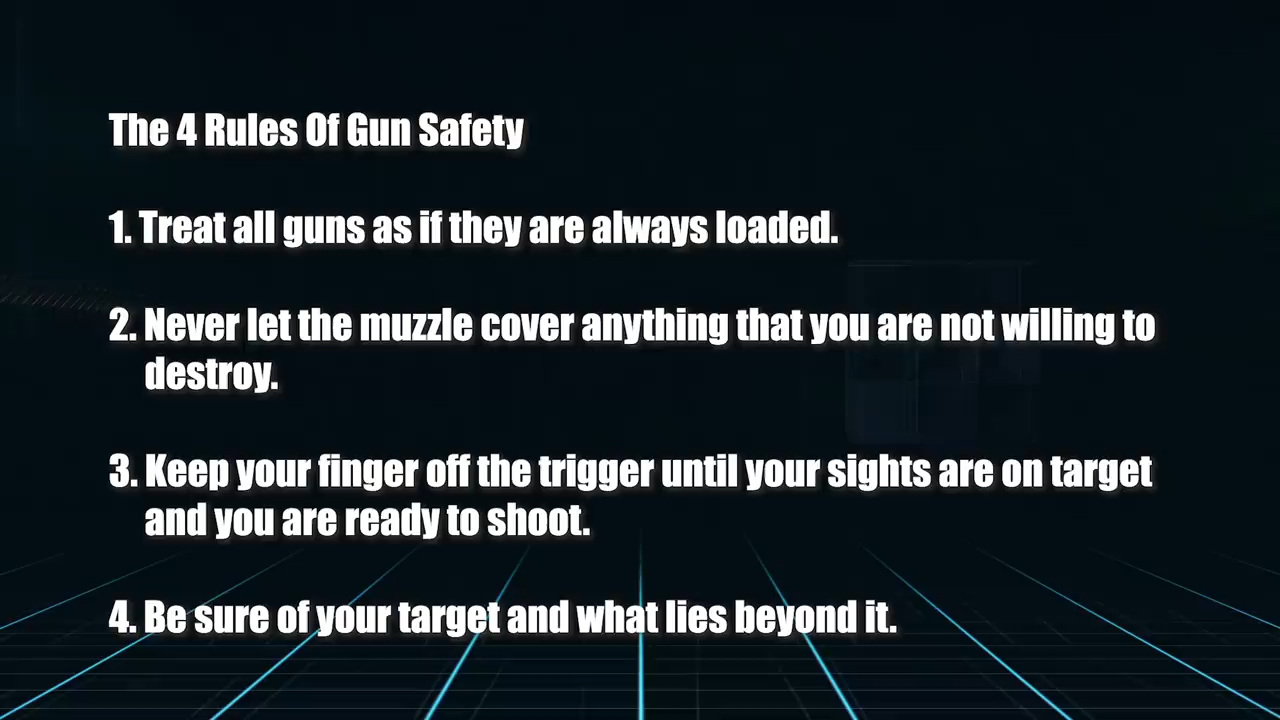 The 4 Rules Of Gun Safety
1. Treat all guns as if they are always loaded.
2. Never let the muzzle cover anything that you are not willing to
destroy.
3. Keep your finger off the trigger until your sights are on target
and you are ready to shoot.
4. Be sure of your target and what lies beyond it.